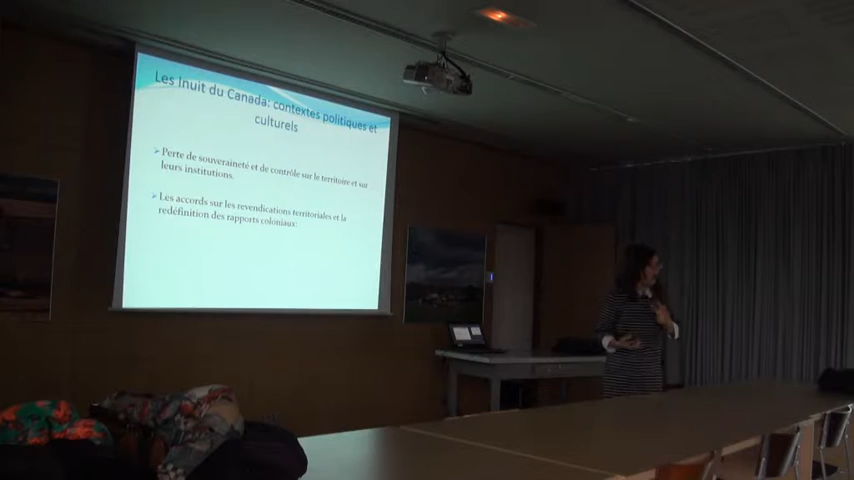 Les Inuit du Canada: contextes politiques et
culturels
➢ Perte de souveraineté et de contrôle sur le territoire et sur
leurs institutions.
➢ Les accords sur les revendications territoriales et la
redéfinition des rapports coloniaux: